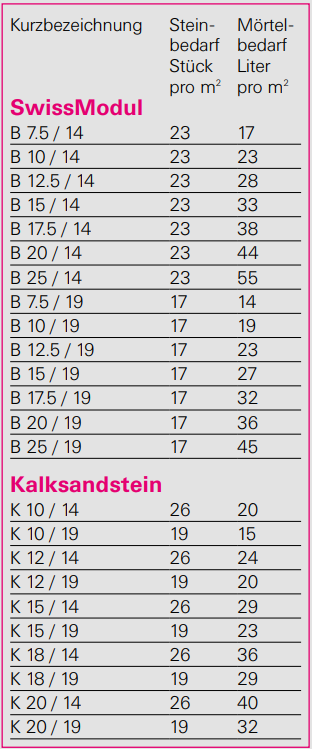 Kurzbezeichnung Stein- Mörtel-
bedarf bedarf
Stück Liter
pro m² pro m²
SwissModul
B 7.5 / 14 23 17
B 10 / 14 23 23
B 12.5 / 14 23 28
B 15 / 14 23 33
B 17.5 / 14 23 38
B 20 / 14 23 44
B 25 / 14 23 55
B 7.5 / 19 17 14
B 10 / 19 17 19
B 12.5 / 19 17 23
B 15 / 19 17 27
B 17.5 / 19 17 32
B 20 / 19 17 36
B 25 / 19 17 45
Kalksandstein
K 10 / 14 26 20
K 10 / 19 19 15
K 12 / 14 26 24
K 12 / 19 19 20
K 15 / 14 26 29
K 15 / 19 19 23
K 18 / 14 26 36
K 18 / 19 19 29
K 20 / 14 26 40
K 20 / 19 19 32